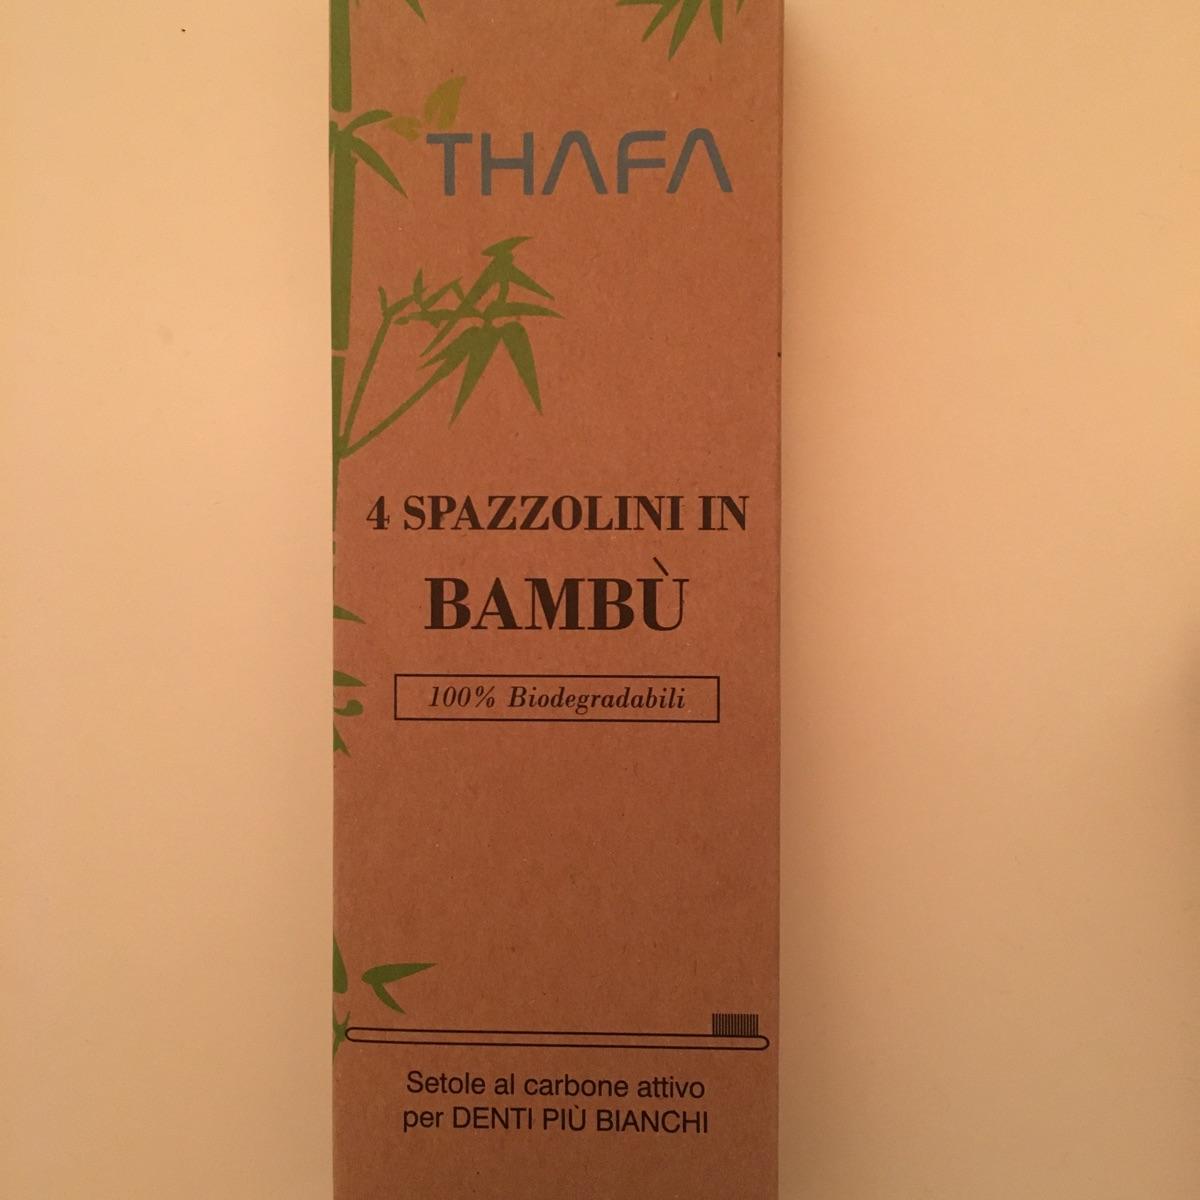 THAFA
4 SPAZZOLINI IN
BAMBÙ
100% Biodegradabili
Setole al carbone attivo
per DENTI PIÙ BIANCHI